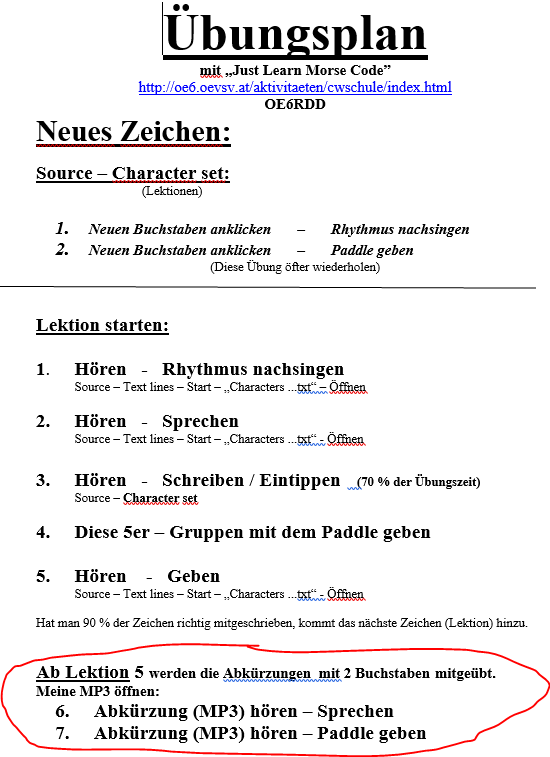 Übungsplan
mit „Just Learn Morse Code”
http://oe6.oevsv.at/aktivitaeten/cwschule/index.html
OE6RDD
Neues Zeichen:
Source – Character set:
(Lektionen)
1. Neuen Buchstaben anklicken – Rhythmus nachsingen
2. Neuen Buchstaben anklicken – Paddle geben
(Diese Übung öfter wiederholen)
Lektion starten:
1. Hören - Rhythmus nachsingen
Source – Text lines – Start – „Characters ...txt“ – Öffnen
2. Hören - Sprechen
Source – Text lines – Start – „Characters ...txt“ - Öffnen
3. Hören - Schreiben / Eintippen (70 % der Übungszeit)
Source – Character set
4. Diese 5er – Gruppen mit dem Paddle geben
5. Hören - Geben
Source – Text lines – Start – „Characters ...txt“ - Öffnen
Hat man 90 % der Zeichen richtig mitgeschrieben, kommt das nächste Zeichen (Lektion) hinzu.
Ab Lektion 5 werden die Abkürzungen mit 2 Buchstaben mitgeübt.
Meine MP3 öffnen:
6. Abkürzung (MP3) hören – Sprechen
7. Abkürzung (MP3) hören – Paddle geben